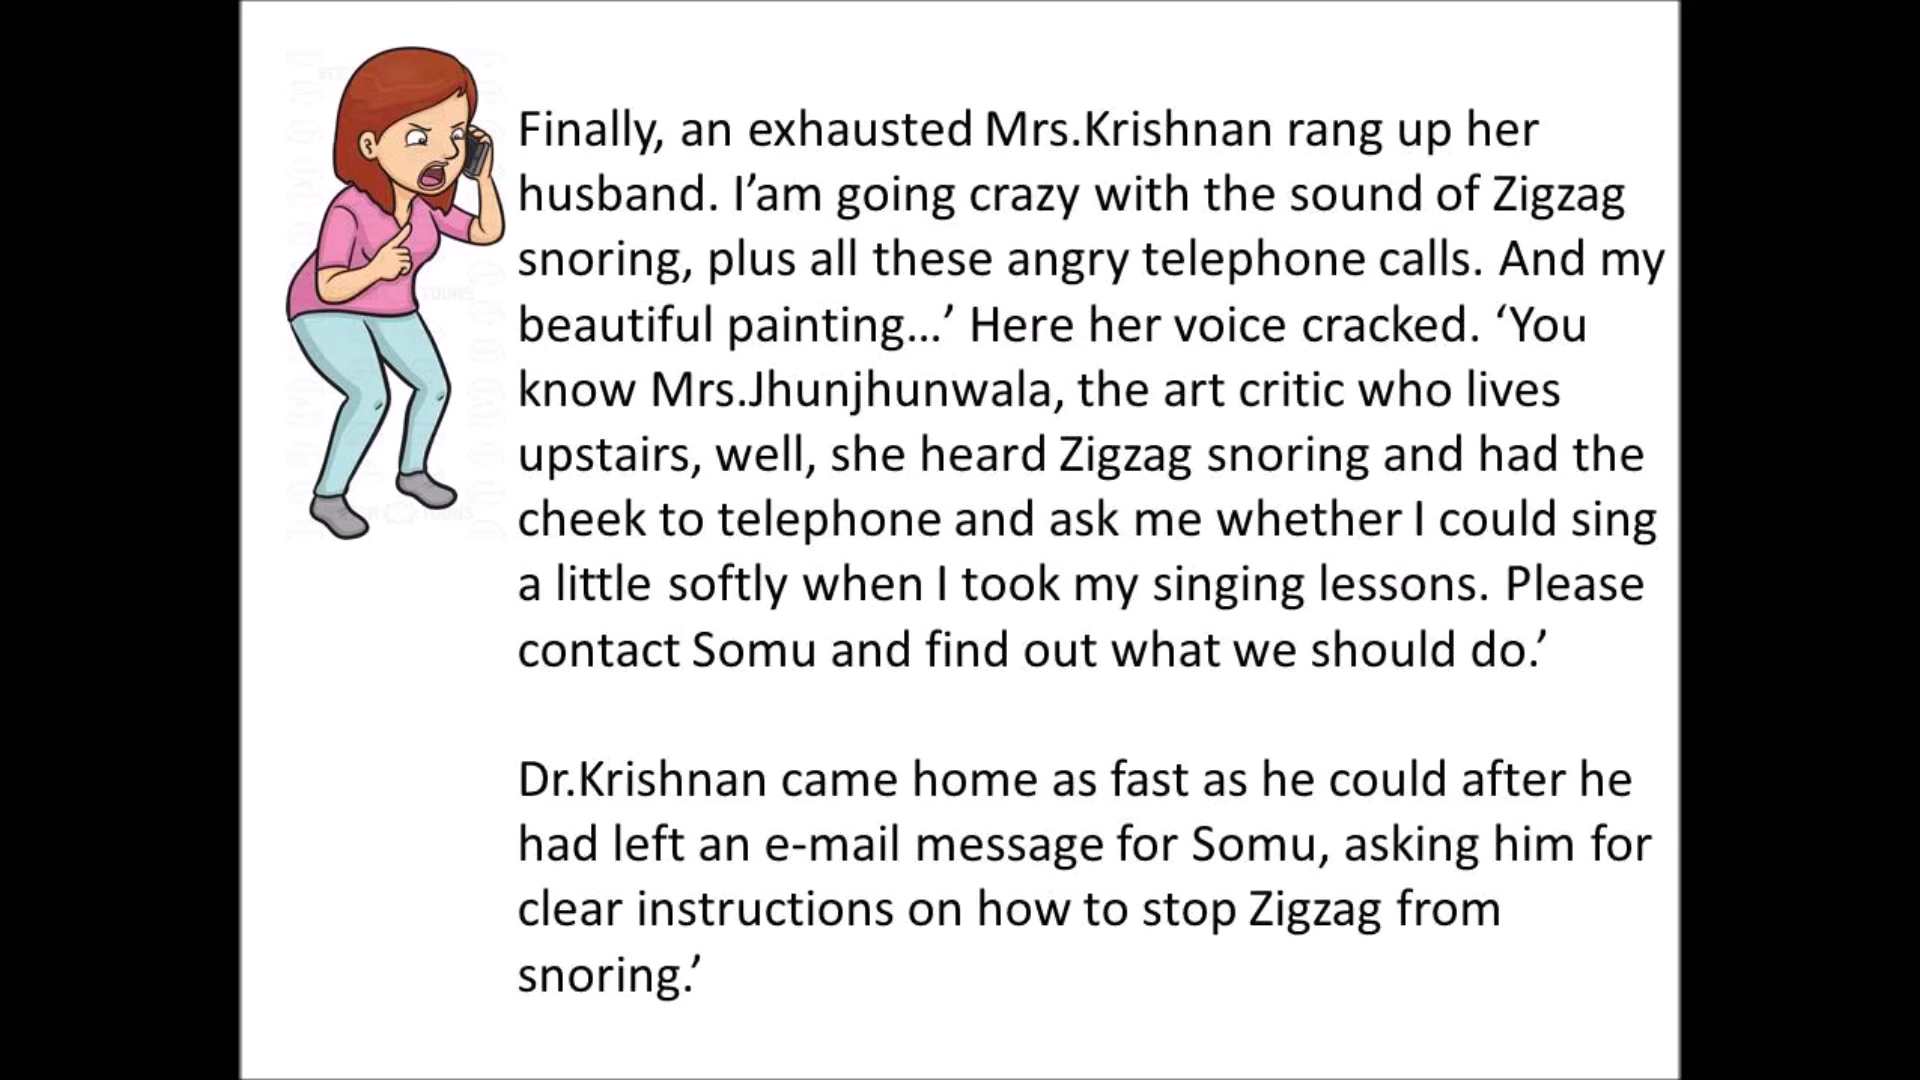 Finally, an exhausted Mrs.Krishnan rang up her
husband. I’am going crazy with the sound of Zigzag
snoring, plus all these angry telephone calls. And my
beautiful painting…’ Here her voice cracked. ‘You
know Mrs.Jhunjhunwala, the art critic who lives
upstairs, well, she heard Zigzag snoring and had the
cheek to telephone and ask me whether I could sing
a little softly when I took my singing lessons. Please
contact Somu and find out what we should do.’
Dr.Krishnan came home as fast as he could after he
had left an e-mail message for Somu, asking him for
clear instructions on how to stop Zigzag from
snoring.’